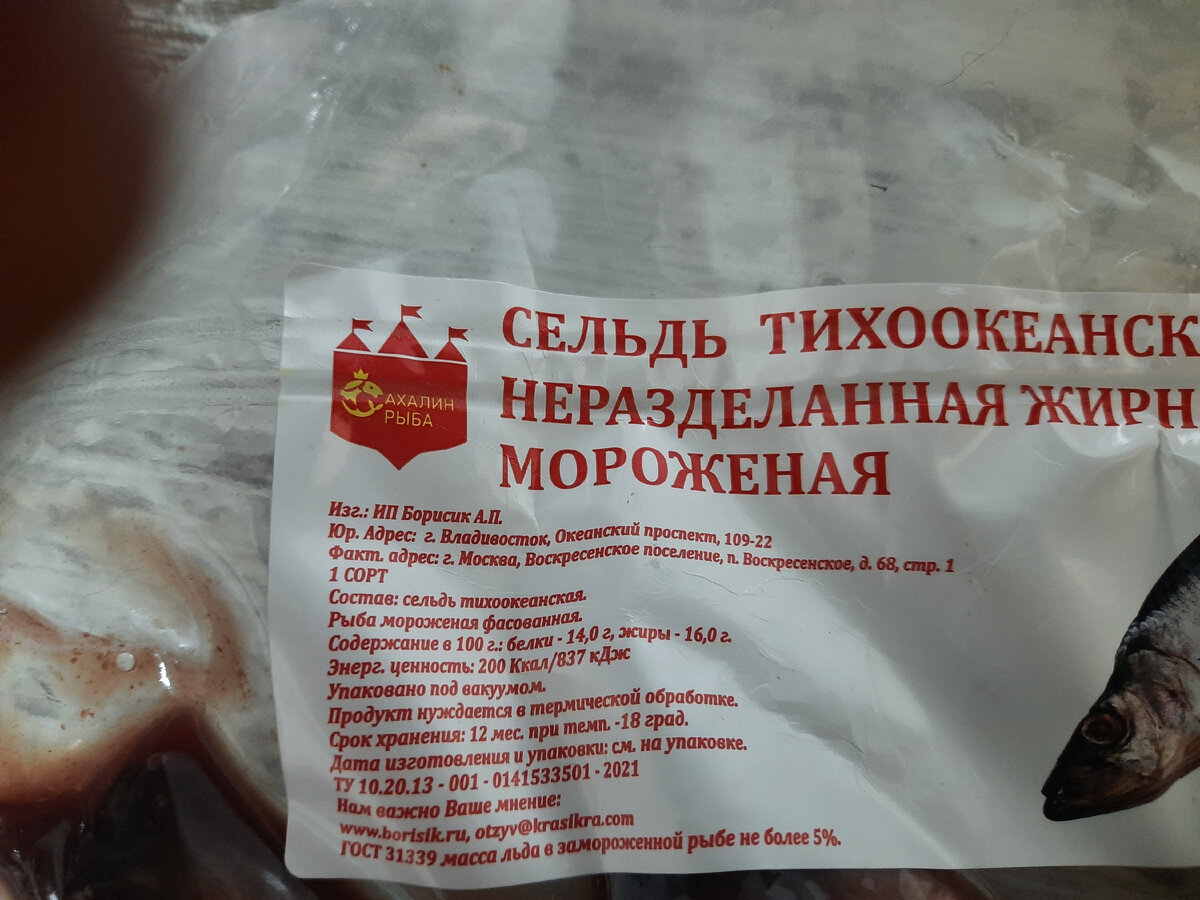 АХАЛИН
РЫБА
СЕЛЬДЬ ТИХООКЕАНСК
НЕРАЗДЕЛАННАЯ ЖИРН
МОРОЖЕНАЯ
Изг.: ИП Борисик А.П.
Юр. Адрес: г. Владивосток, Океанский проспект, 109-22
Факт. адрес: г. Москва, Воскресенское поселение, п. Воскресенское, д. 68, стр. 1
1 СОРТ
Состав: сельдь тихоокеанская.
Рыба мороженая фасованная.
Содержание в 100 г.: белки - 14,0 г, жиры - 16,0 г.
Энерг. ценность: 200 Ккал/837 кДж
Упаковано под вакуумом.
Продукт нуждается в термической обработке.
Срок хранения: 12 мес. при темп. -18 град.
Дата изготовления и упаковки: см. на упаковке.
ТУ 10.20.13 - 001 - 0141533501 - 2021
Нам важно Ваше мнение:
www.borisik.ru, otzyv@krasikra.com
ГОСТ 31339 масса льда в замороженной рыбе не более 5%.